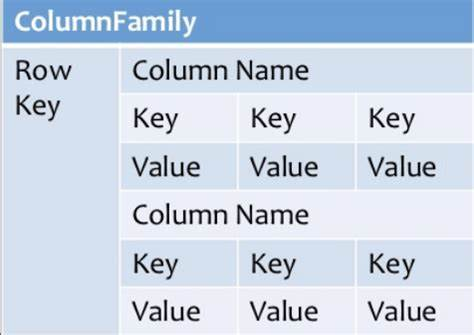 ColumnFamily
Row Key
Column Name
Key Key Key
Value Value Value
Column Name
Key Key Key
Value Value Value